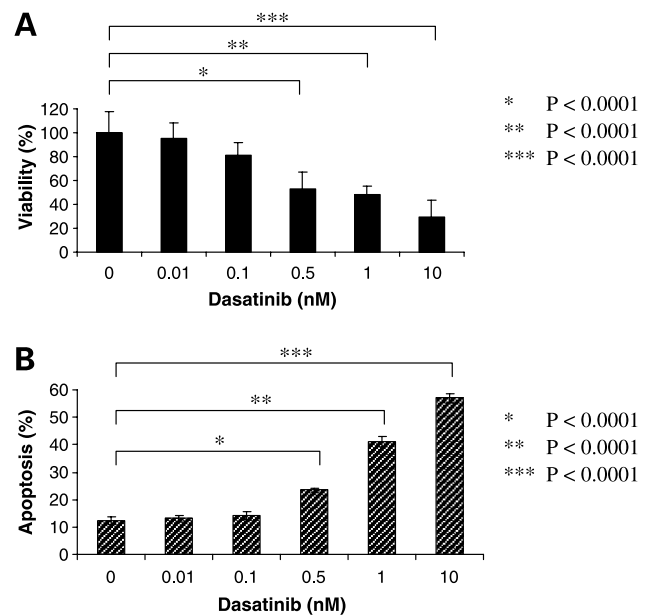 A
***
**
*
120
100
80
60
40
20
0
Viability (%)
0 0.01 0.1 0.5 1 10
Dasatinib (nM)
* P < 0.0001
** P < 0.0001
*** P < 0.0001
B
***
**
*
60
50
40
30
20
10
0
Apoptosis (%)
0 0.01 0.1 0.5 1 10
Dasatinib (nM)
* P < 0.0001
** P < 0.0001
*** P < 0.0001